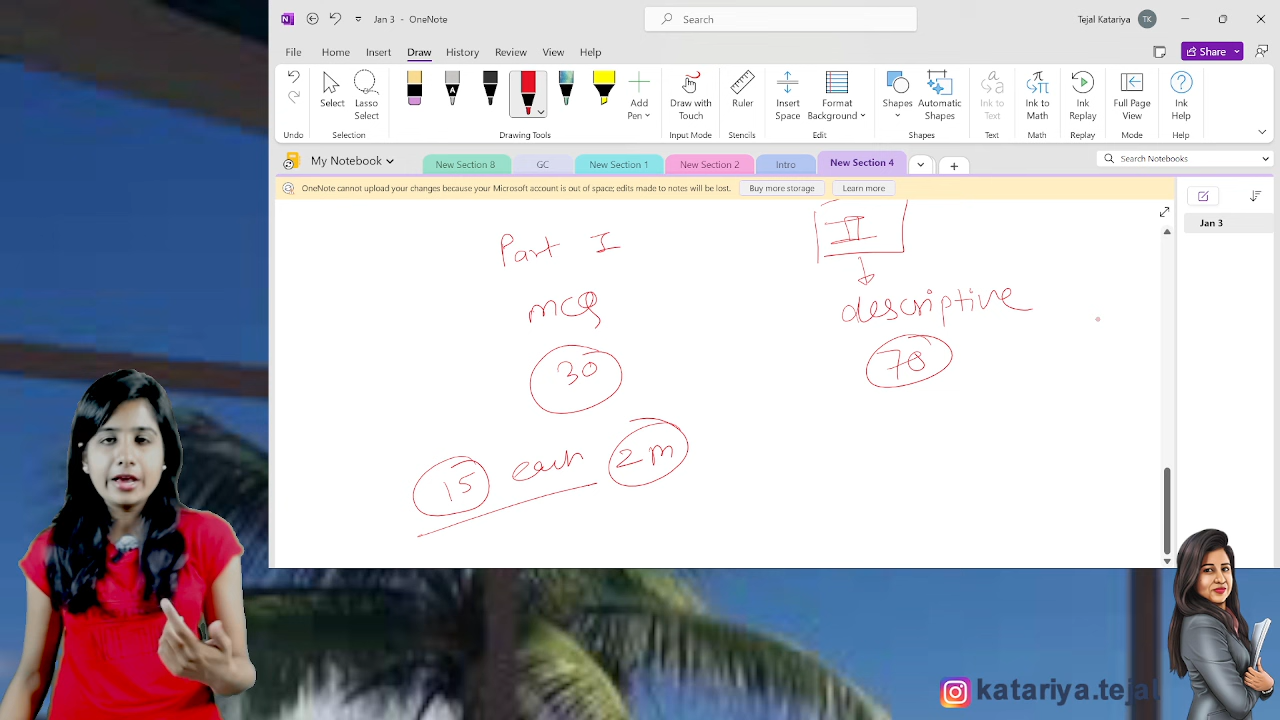 Jan 3 - OneNote
Search
Tejal Katariya TK
File Home Insert Draw History Review View Help
Share
Select
Lasso Select
Add Pen
Draw with Touch
Ruler
Insert Space
Format Background
Shapes
Automatic Shapes
Ink to Text
Ink to Math
Ink Replay
Full Page View
Ink Help
Undo Selection Drawing Tools Input Mode Stencils Edit Shapes Text Math Replay Mode Help
My Notebook
New Section 8 GC New Section 1 New Section 2 Intro New Section 4
Search Notebooks
OneNote cannot upload your changes because your Microsoft account is out of space; edits made to notes will be lost. Buy more storage Learn more
Jan 3
Part I II
mcq descriptive
30 70
15 each 2 m
katariya.tejal